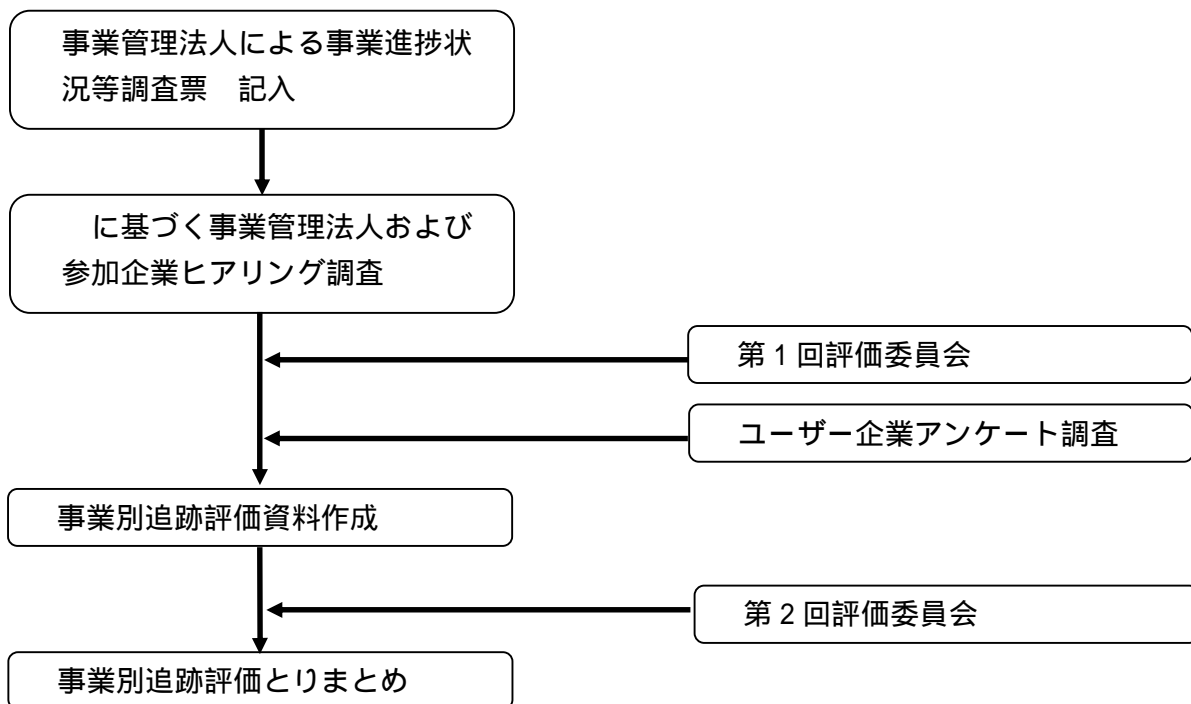 事業管理法人による事業進捗状
況等調査票　記入
に基づく事業管理法人および
参加企業ヒアリング調査
第1回評価委員会
ユーザー企業アンケート調査
事業別追跡評価資料作成
第2回評価委員会
事業別追跡評価とりまとめ